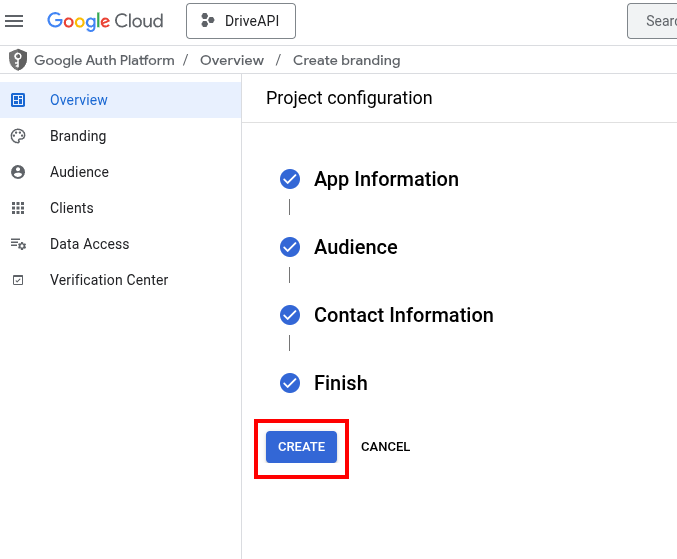 Google Cloud
DriveAPI
Sear
Google Auth Platform / Overview / Create branding
Overview
Branding
Audience
Clients
Data Access
Verification Center
Project configuration
App Information
Audience
Contact Information
Finish
CREATE
CANCEL